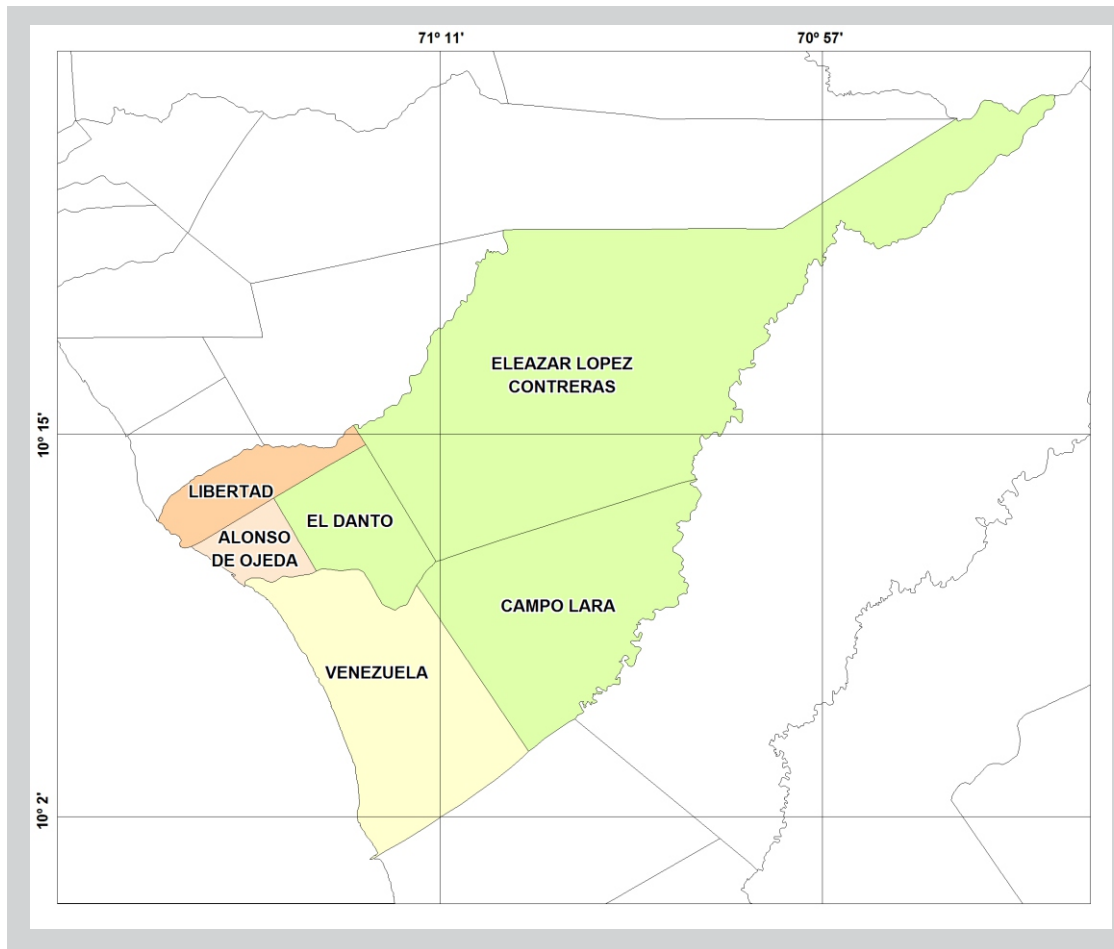 71º 11'
70º 57'
ELEAZAR LOPEZ
CONTRERAS
10º 15'
LIBERTAD
EL DANTO
ALONSO
DE OJEDA
CAMPO LARA
VENEZUELA
10º 2'